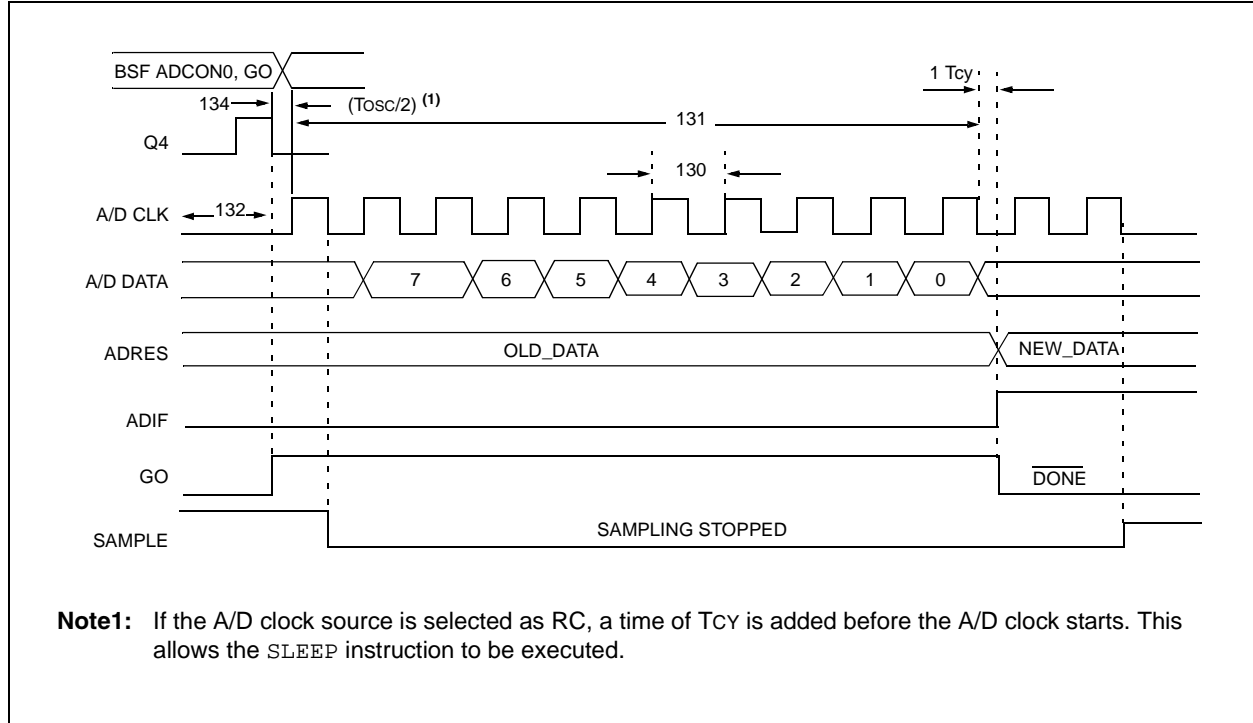 BSF ADCON0, GO
1 Tcy
134
(TOSC/2) (1)
131
Q4
130
A/D CLK
132
A/D DATA
7
6
5
4
3
2
1
0
ADRES
OLD_DATA
NEW_DATA
ADIF
GO
DONE
SAMPLE
SAMPLING STOPPED
Note1: If the A/D clock source is selected as RC, a time of TCY is added before the A/D clock starts. This
allows the SLEEP instruction to be executed.